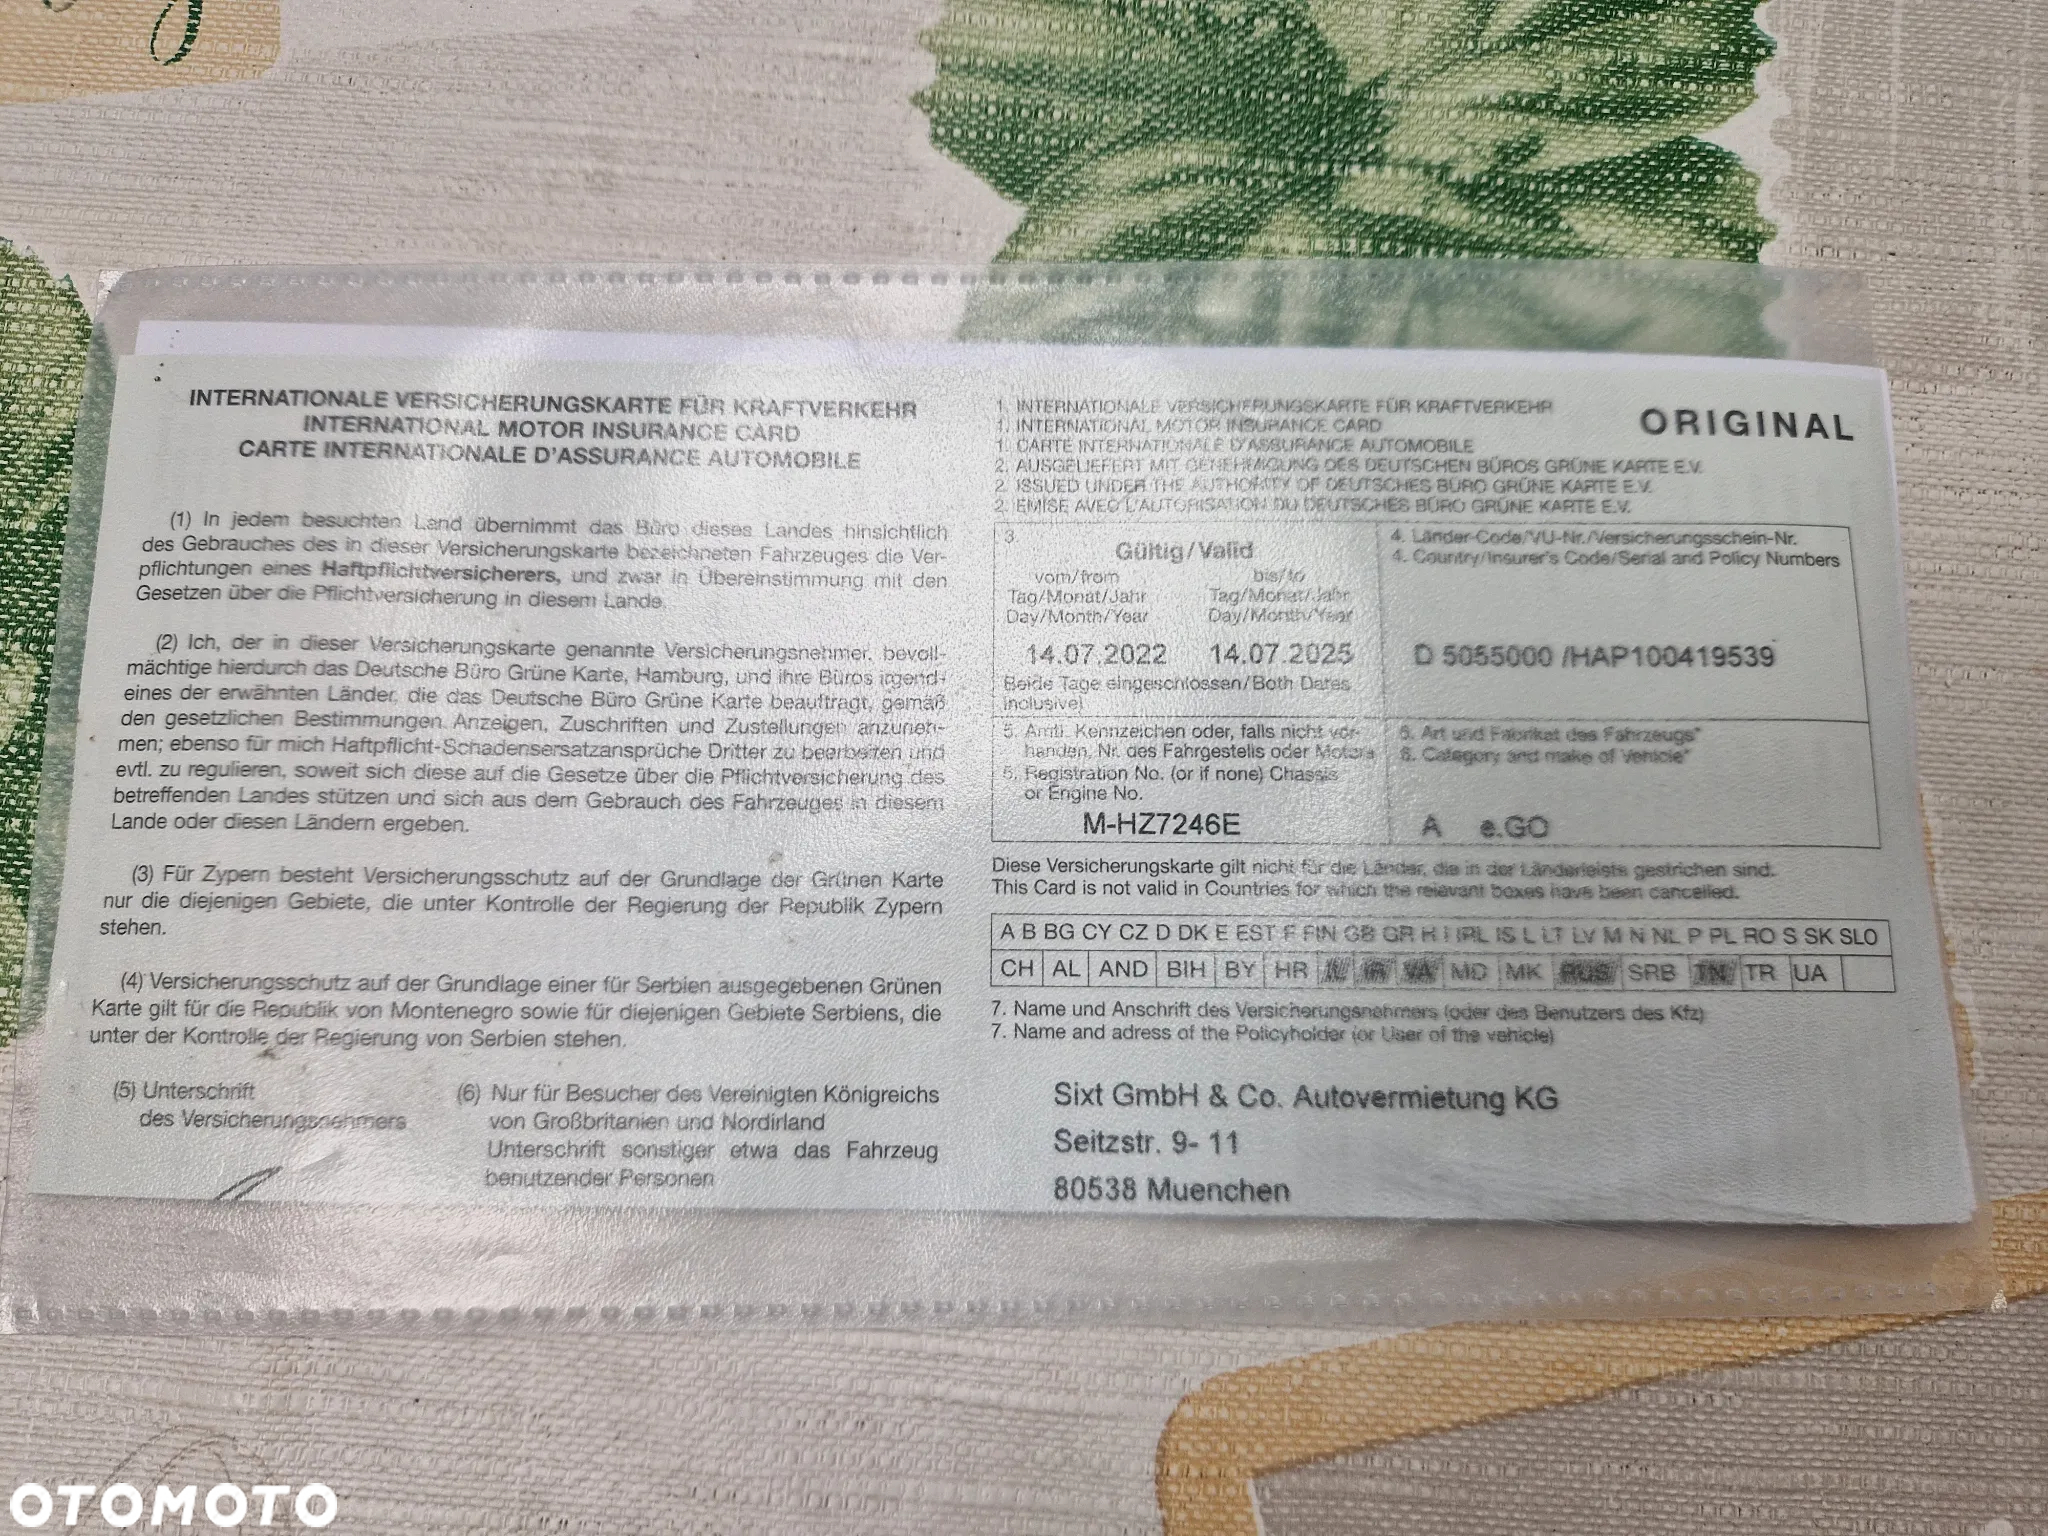 INTERNATIONALE VERSICHERUNGSKARTE FÜR KRAFTVERKEHR
INTERNATIONAL MOTOR INSURANCE CARD
CARTE INTERNATIONALE D'ASSURANCE AUTOMOBILE
(1) In jedem besuchten Land übernimmt das Büro dieses Landes hinsichtlich
des Gebrauches des in dieser Versicherungskarte bezeichneten Fahrzeuges die Ver-
pflichtungen eines Haftpflichtversicherers, und zwar in Übereinstimmung mit den
Gesetzen über die Pflichtversicherung in diesem Lande.
(2) Ich, der in dieser Versicherungskarte genannte Versicherungsnehmer, bevoll-
mächtige hierdurch das Deutsche Büro Grüne Karte, Hamburg, und ihre Büros irgend-
eines der erwähnten Länder, die das Deutsche Büro Grüne Karte beauftragt, gemäß
den gesetzlichen Bestimmungen Anzeigen, Zuschriften und Zustellungen anzuneh-
men; ebenso für mich Haftpflicht-Schadensersatzansprüche Dritter zu bearbeiten und
evtl. zu regulieren, soweit sich diese auf die Gesetze über die Pflichtversicherung des
betreffenden Landes stützen und sich aus dem Gebrauch des Fahrzeuges in diesem
Lande oder diesen Ländern ergeben.
(3) Für Zypern besteht Versicherungsschutz auf der Grundlage der Grünen Karte
nur die diejenigen Gebiete, die unter Kontrolle der Regierung der Republik Zypern
stehen.
(4) Versicherungsschutz auf der Grundlage einer für Serbien ausgegebenen Grünen
Karte gilt für die Republik von Montenegro sowie für diejenigen Gebiete Serbiens, die
unter der Kontrolle der Regierung von Serbien stehen.
(5) Unterschrift
des Versicherungsnehmers
(6) Nur für Besucher des Vereinigten Königreichs
von Großbritanien und Nordirland
Unterschrift sonstiger etwa das Fahrzeug
benutzender Personen
1. INTERNATIONALE VERSICHERUNGSKARTE FÜR KRAFTVERKEHR
1. INTERNATIONAL MOTOR INSURANCE CARD
1. CARTE INTERNATIONALE D'ASSURANCE AUTOMOBILE
2. AUSGELIEFERT MIT GENEHMIGUNG DES DEUTSCHEN BÜROS GRÜNE KARTE E.V.
2. ISSUED UNDER THE AUTHORITY OF DEUTSCHES BÜRO GRÜNE KARTE E.V.
2. EMISE AVEC L'AUTORISATION DU DEUTSCHES BÜRO GRÜNE KARTE E.V.
ORIGINAL
3.
Gültig/Valid
vom/from bis/to
Tag/Monat/Jahr Tag/Monat/Jahr
Day/Month/Year Day/Month/Year
14.07.2022 14.07.2025
Beide Tage eingeschlossen/Both Dates
inclusive)
4. Länder-Code/VU-Nr./Versicherungsschein-Nr.
4. Country/Insurer's Code/Serial and Policy Numbers
D 5055000 /HAP100419539
5. Amtl. Kennzeichen oder, falls nicht vor-
handen, Nr. des Fahrgestells oder Motors
5. Registration No. (or if none) Chassis
or Engine No.
M-HZ7246E
6. Art und Fabrikat des Fahrzeugs*
6. Category and make of Vehicle*
A e.GO
Diese Versicherungskarte gilt nicht für die Länder, die in der Länderleiste gestrichen sind.
This Card is not valid in Countries for which the relevant boxes have been cancelled.
A B BG CY CZ D DK E EST F FIN GB GR H I IRL IS L LT LV M N NL P PL RO S SK SLO
CH AL AND BIH BY HR IL IR MA MD MK RUS SRB TN TR UA
7. Name und Anschrift des Versicherungsnehmers (oder des Benutzers des Kfz)
7. Name and adress of the Policyholder (or User of the vehicle)
Sixt GmbH & Co. Autovermietung KG
Seitzstr. 9- 11
80538 Muenchen
OTOMOTO